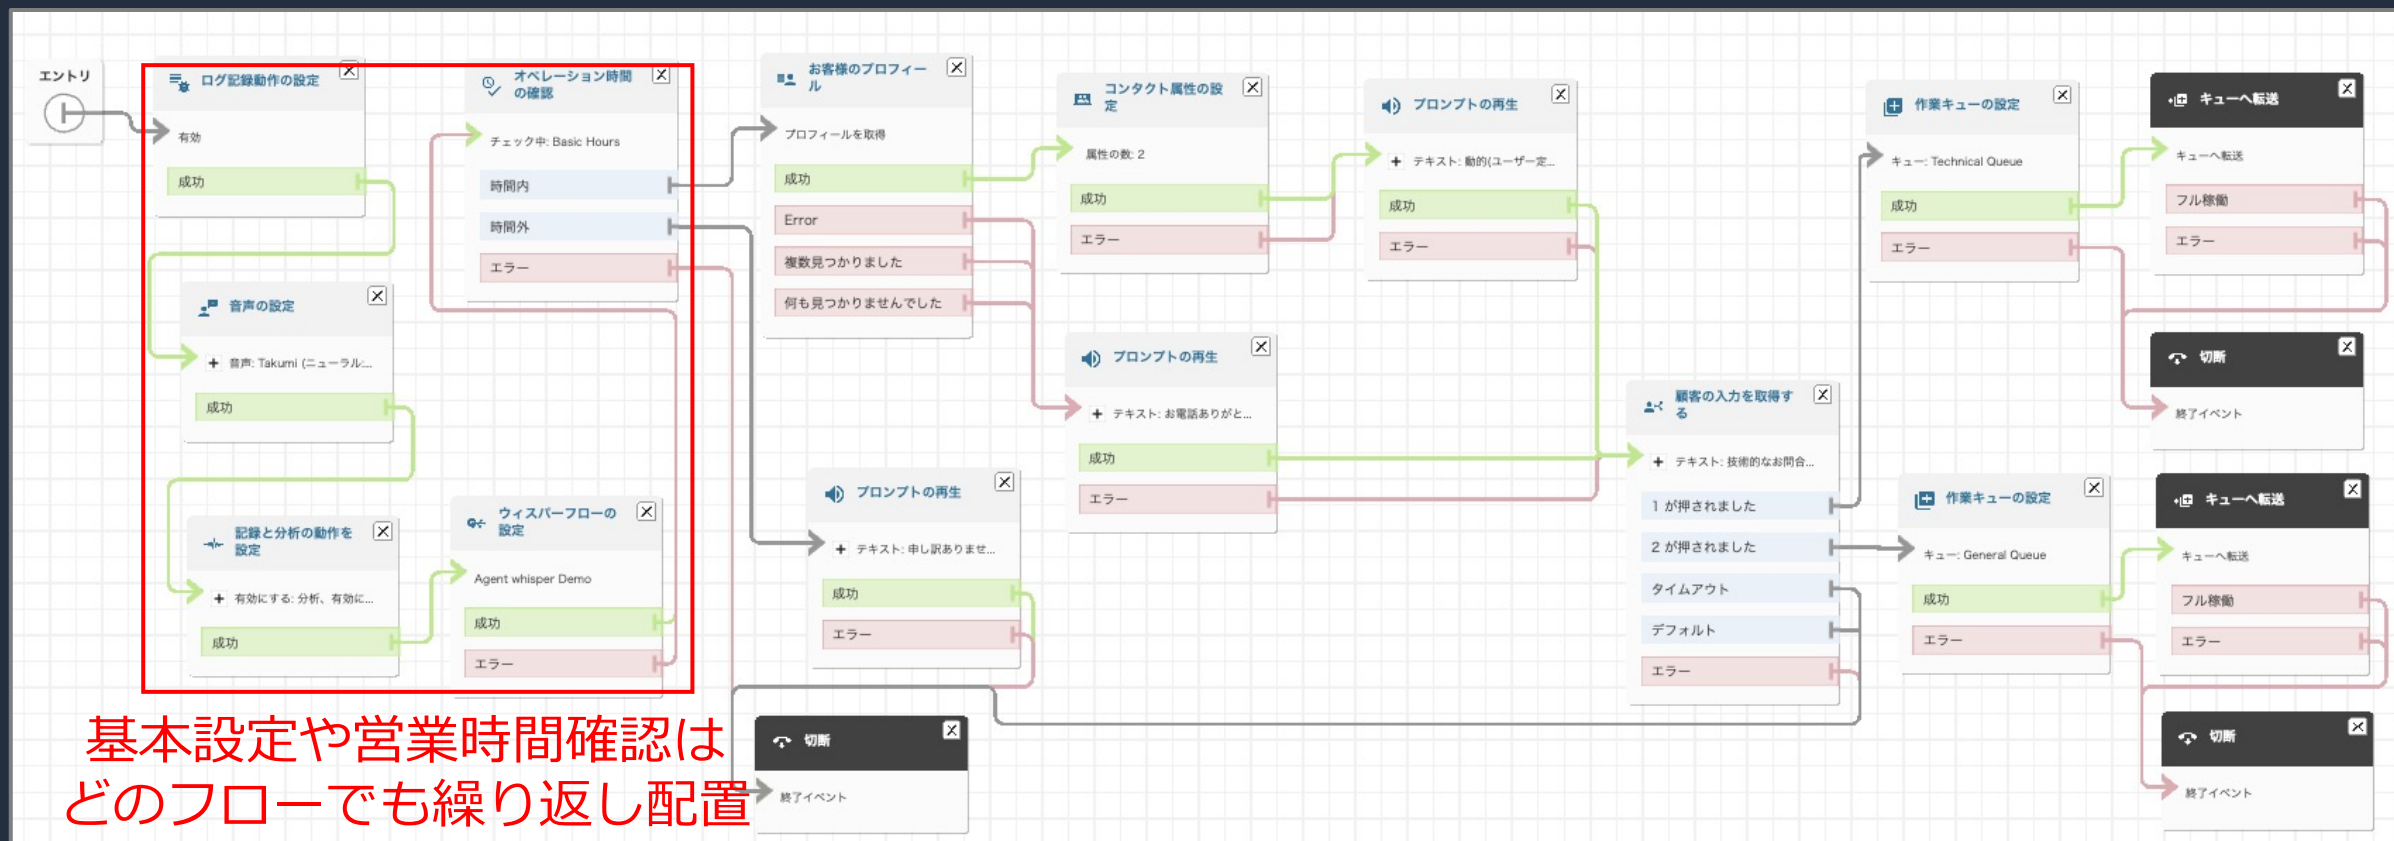 エントリ
ログ記録動作の設定
有効
成功
音声の設定
音声: Takumi (ニューラル:...
成功
記録と分析の動作を
設定
有効にする: 分析、有効に...
成功
オペレーション時間
の確認
チェック中: Basic Hours
時間内
時間外
エラー
ウィスパーフローの
設定
Agent whisper Demo
成功
エラー
基本設定や営業時間確認は
どのフローでも繰り返し配置
お客様のプロフィー
ル
プロフィールを取得
成功
Error
複数見つかりました
何も見つかりませんでした
プロンプトの再生
テキスト: 申し訳ありませ...
成功
エラー
切断
終了イベント
コンタクト属性の設
定
属性の数: 2
成功
エラー
プロンプトの再生
テキスト: お電話ありがと...
成功
エラー
プロンプトの再生
テキスト: 動的(ユーザー定...
成功
エラー
顧客の入力を取得す
る
テキスト: 技術的なお問合...
1 が押されました
2 が押されました
タイムアウト
デフォルト
エラー
作業キューの設定
キュー: Technical Queue
成功
エラー
キューへ転送
キューへ転送
フル稼働
エラー
切断
終了イベント
作業キューの設定
キュー: General Queue
成功
エラー
キューへ転送
キューへ転送
フル稼働
エラー
切断
終了イベント